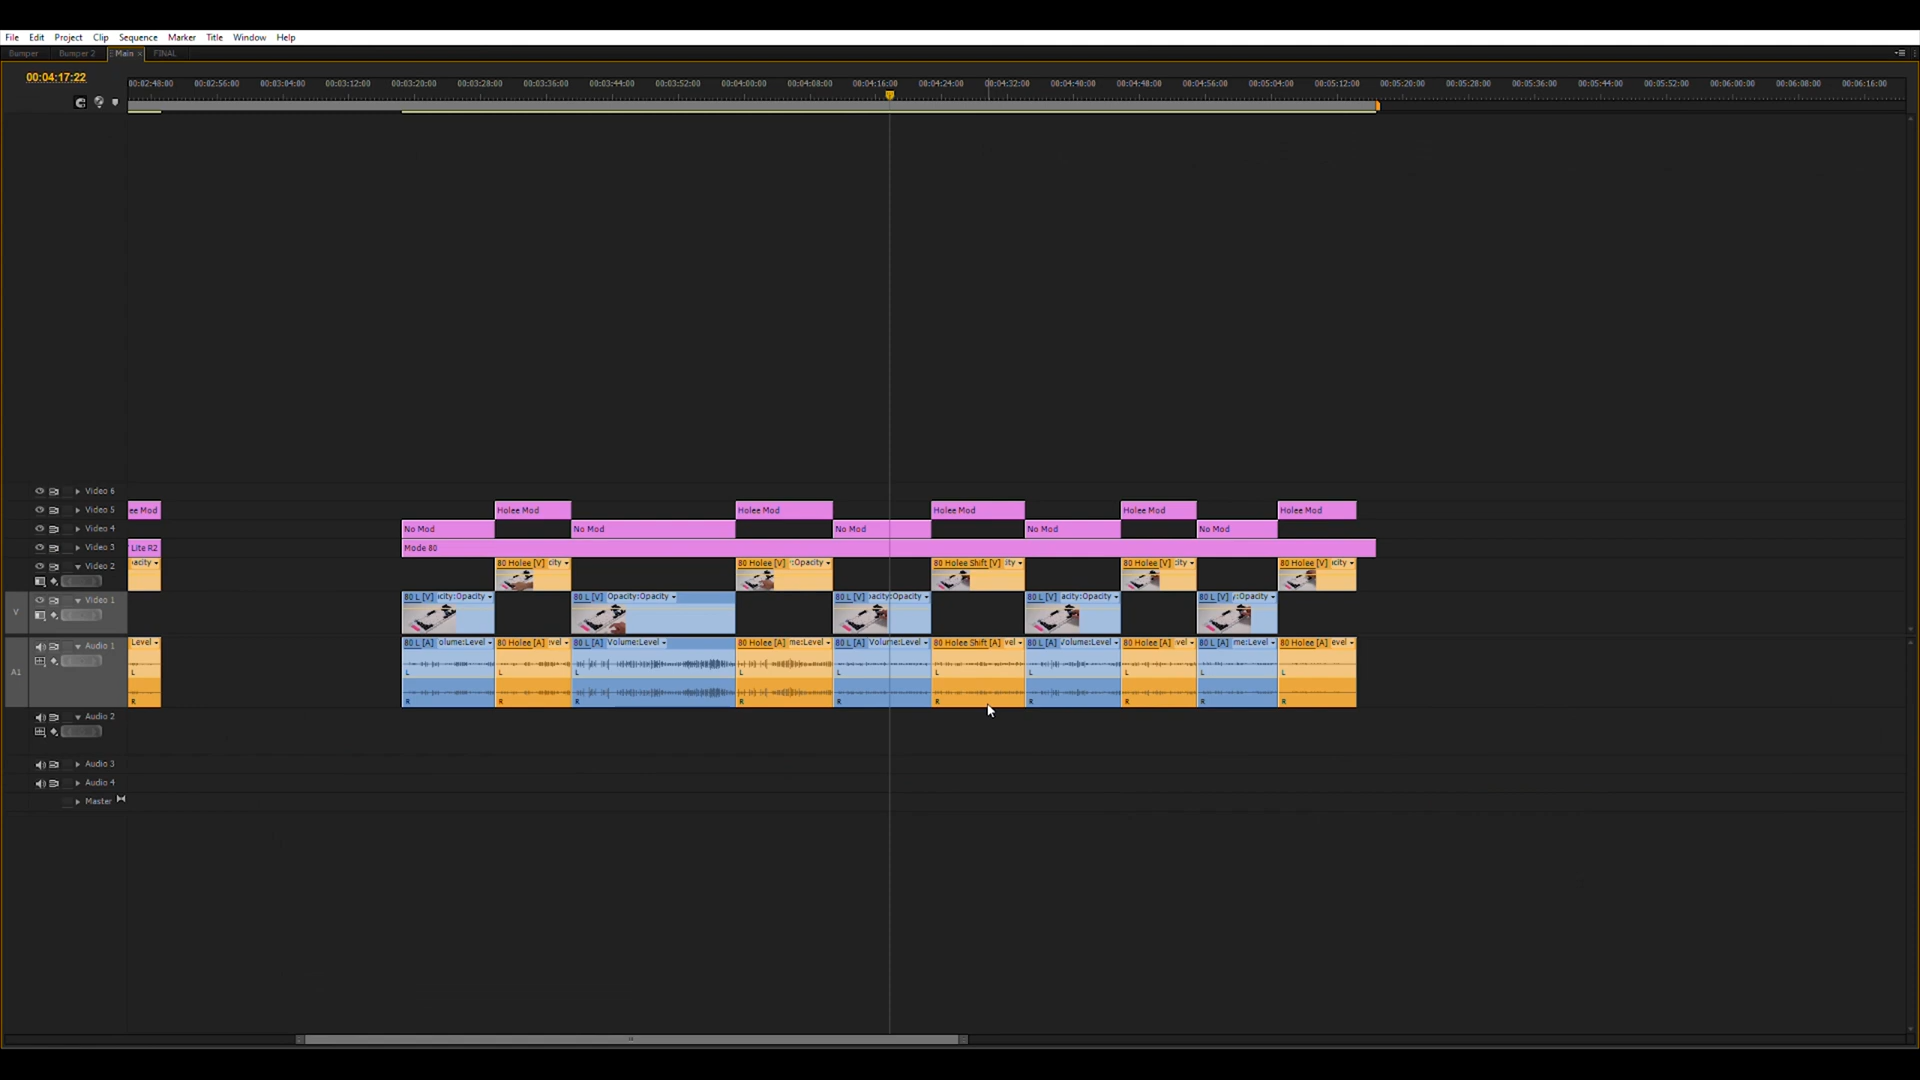 File Edit Project Clip Sequence Marker Title Window Help
Bumper Bumper 2 Main × FINAL
00:04:17:22
00:02:48:00 00:02:56:00 00:03:04:00 00:03:12:00 00:03:20:00 00:03:28:00 00:03:36:00 00:03:44:00 00:03:52:00 00:04:00:00 00:04:08:00 00:04:16:00 00:04:24:00 00:04:32:00 00:04:40:00 00:04:48:00 00:04:56:00 00:05:04:00 00:05:12:00 00:05:20:00 00:05:28:00 00:05:36:00 00:05:44:00 00:05:52:00 00:06:00:00 00:06:08:00 00:06:16:00
Video 6
Video 5 ee Mod Holee Mod Holee Mod Holee Mod Holee Mod Holee Mod
Video 4 No Mod No Mod No Mod No Mod No Mod
Video 3 Lite R2 Mode 80
Video 2 pacity 80 Holee [V] city 80 Holee [V] y:Opacity 80 Holee Shift [V] ity 80 Holee [V] city 80 Holee [V] acity
V Video 1 80 L [V] acity:Opacity 80 L [V] Opacity:Opacity 80 L [V] pacity:Opacity 80 L [V] acity:Opacity 80 L [V] y:Opacity
Audio 1 Level 80 L [A] olume:Level 80 Holee [A] evel 80 L [A] Volume:Level 80 Holee [A] me:Level 80 L [A] Volume:Level 80 Holee Shift [A] vel 80 L [A] Volume:Level 80 Holee [A] vel 80 L [A] me:Level 80 Holee [A] evel
A1 L L L L L L L L L L L
R R R R R R R R R R R
Audio 2
Audio 3
Audio 4
Master